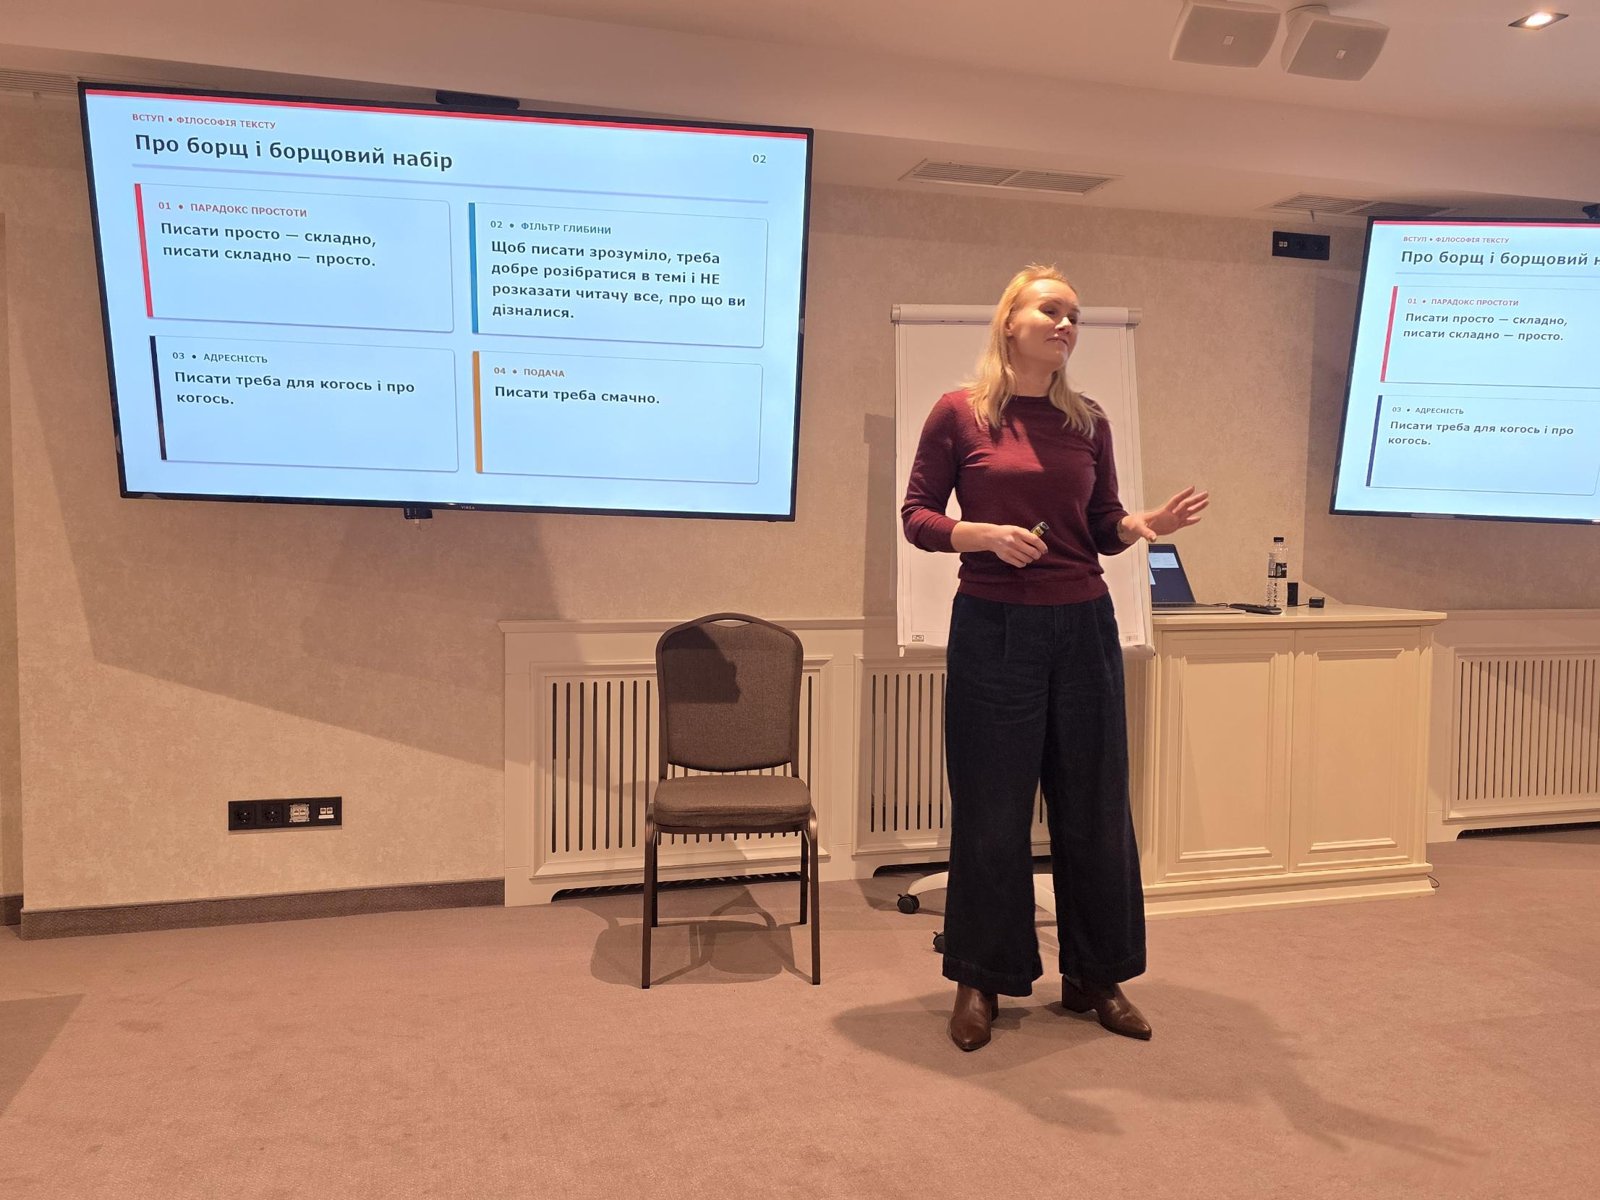 ВСТУП • ФІЛОСОФІЯ ТЕКСТУ
Про борщ і борщовий набір
02
01 • ПАРАДОКС ПРОСТОТИ
Писати просто — складно,
писати складно — просто.
02 • ФІЛЬТР ГЛИБИНИ
Щоб писати зрозуміло, треба
добре розібратися в темі і НЕ
розказати читачу все, про що ви
дізналися.
03 • АДРЕСНІСТЬ
Писати треба для когось і про
когось.
04 • ПОДАЧА
Писати треба смачно.
ВСТУП • ФІЛОСОФІЯ ТЕКСТУ
Про борщ і борщовий н
01 • ПАРАДОКС ПРОСТОТИ
Писати просто — складно,
писати складно — просто.
03 • АДРЕСНІСТЬ
Писати треба для когось і про
когось.